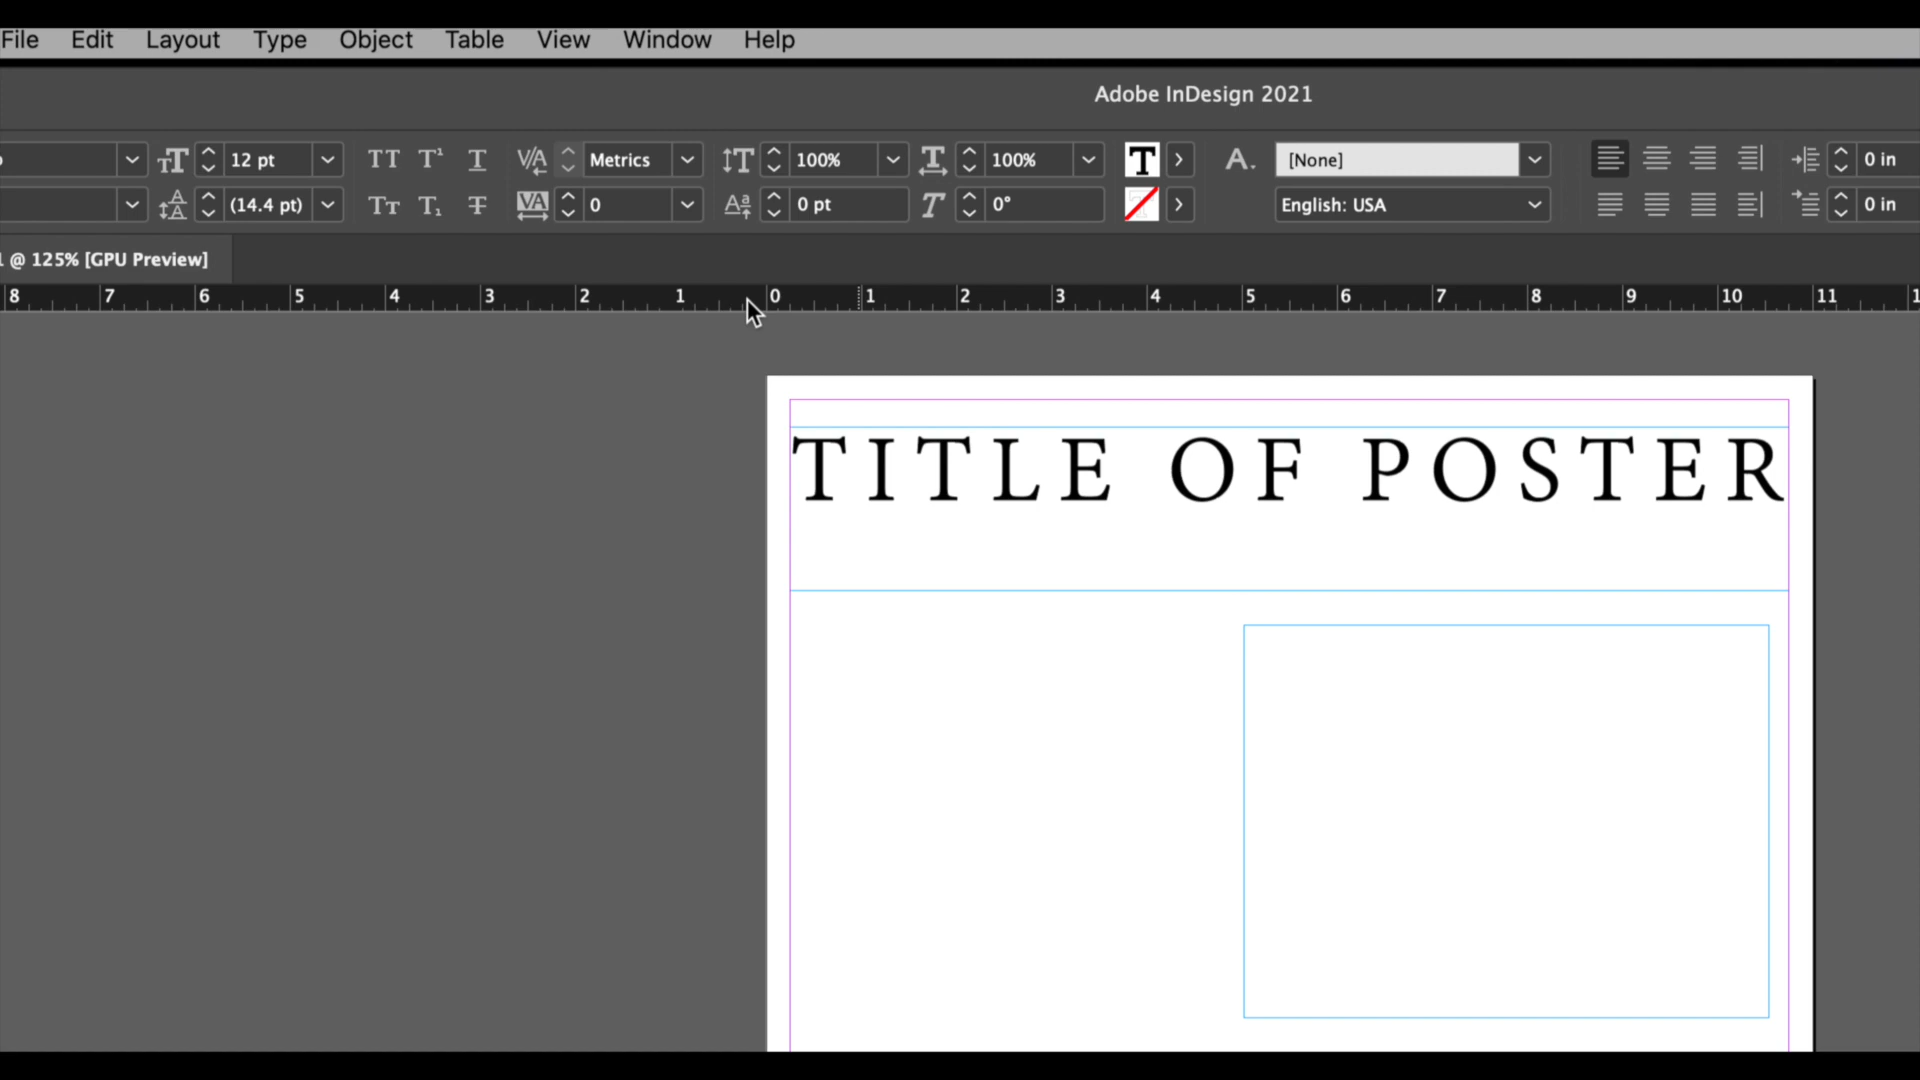 File Edit Layout Type Object Table View Window Help
Adobe InDesign 2021
12 pt Metrics 100% 100% [None] 0 in
(14.4 pt) 0 0 pt 0° English: USA 0 in
@ 125% [GPU Preview]
8 7 6 5 4 3 2 1 0 1 2 3 4 5 6 7 8 9 10 11
TITLE OF POSTER